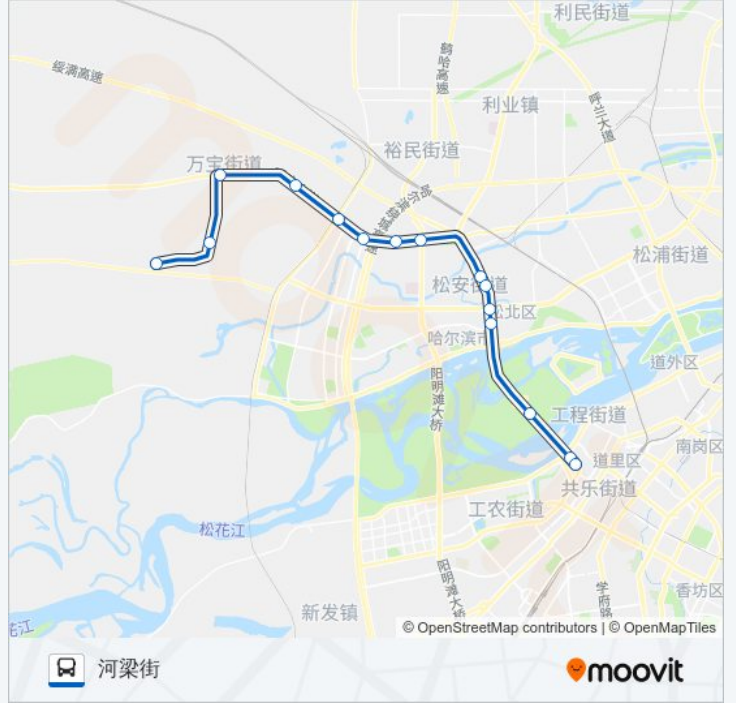 利民街道
绥满高速
鹤哈高速
利业镇
呼兰大道
裕民街道
万宝街道
哈尔滨绕城高速
松浦街道
松安街道
松北区
哈尔滨市
道外区
阳明滩大桥
工程街道
南岗区
道里区
共乐街道
工农街道
松花江
阳明滩大桥
香坊区
学府路
新发镇
花江
© OpenStreetMap contributors | © OpenMapTiles
河梁街
moovit